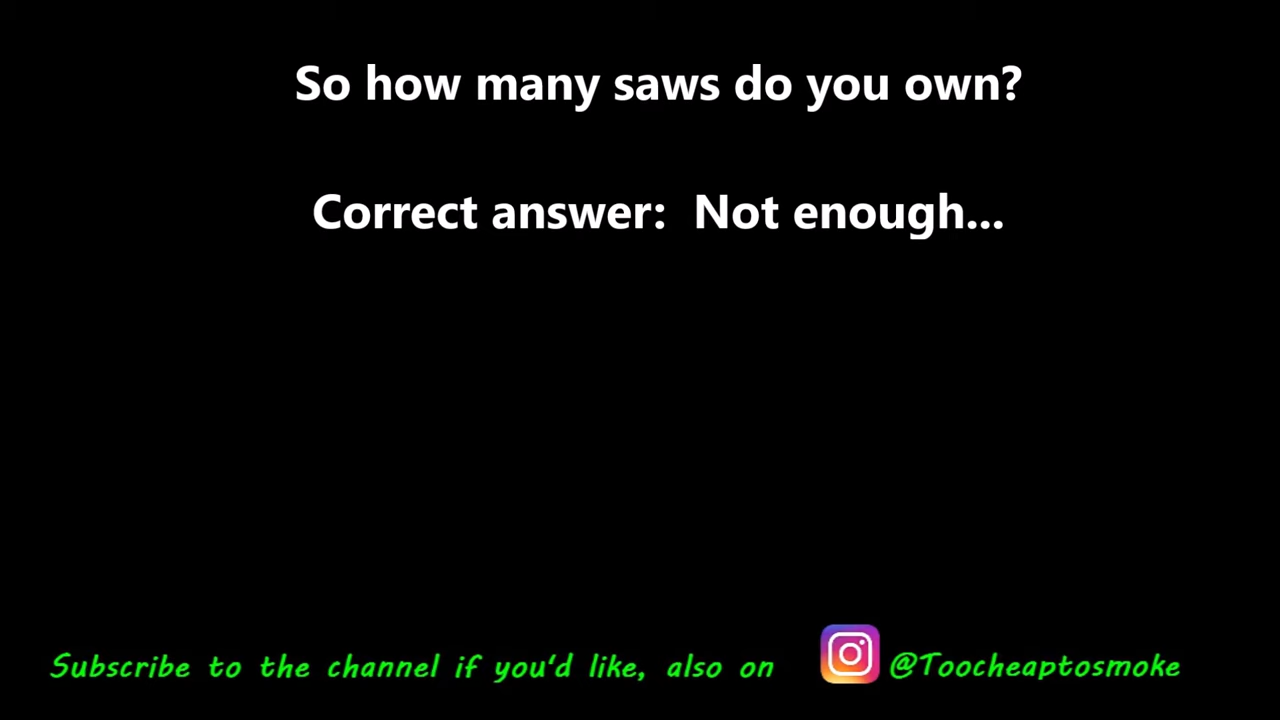 So how many saws do you own?
Correct answer:  Not enough...
Subscribe to the channel if you'd like, also on @Toocheaptosmoke